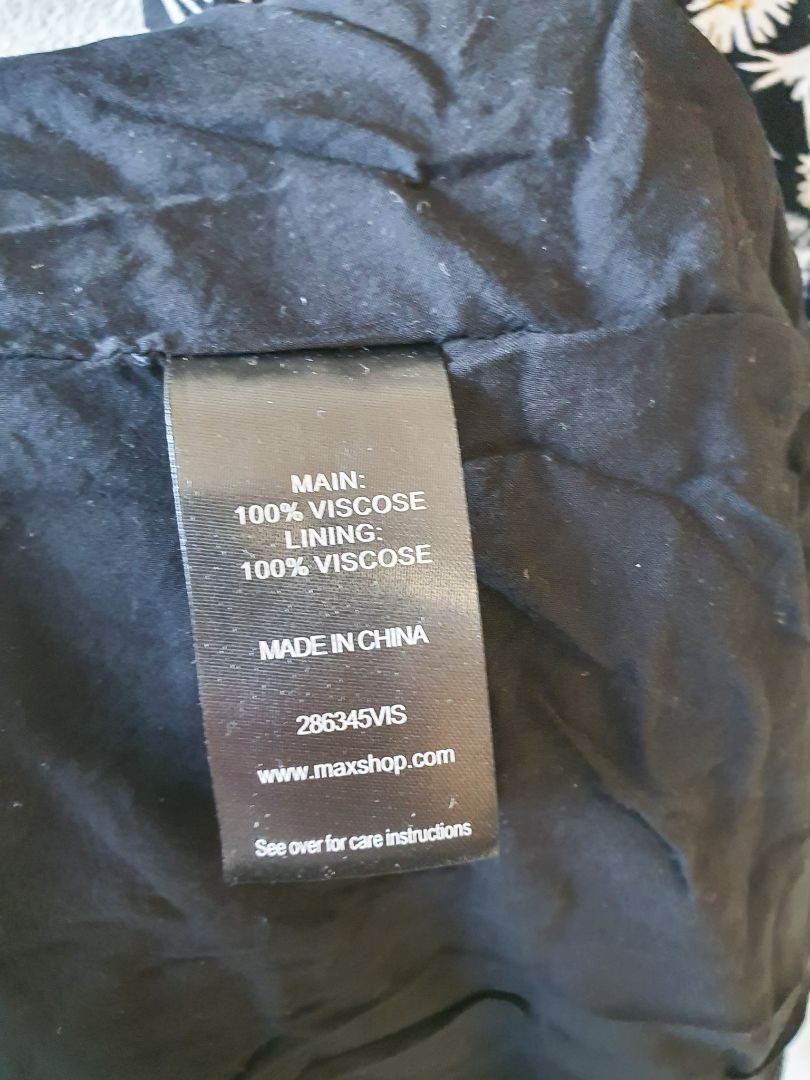 MAIN:
100% VISCOSE
LINING:
100% VISCOSE
MADE IN CHINA
286345VIS
www.maxshop.com
See over for care instructions